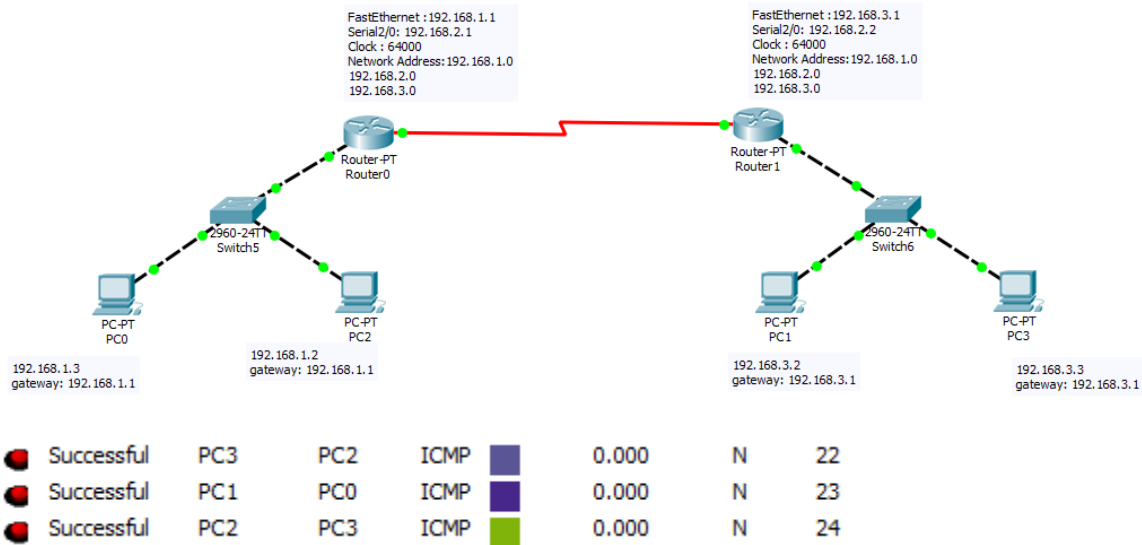 FastEthernet :192.168.1.1
Serial2/0: 192.168.2.1
Clock : 64000
Network Address:192.168.1.0
192.168.2.0
192.168.3.0
FastEthernet :192.168.3.1
Serial2/0: 192.168.2.2
Clock : 64000
Network Address:192.168.1.0
192.168.2.0
192.168.3.0
Router-PT
Router0
Router-PT
Router1
2960-24TT
Switch5
2960-24TT
Switch6
PC-PT
PC0
PC-PT
PC2
PC-PT
PC1
PC-PT
PC3
192.168.1.3
gateway: 192.168.1.1
192.168.1.2
gateway: 192.168.1.1
192.168.3.2
gateway: 192.168.3.1
192.168.3.3
gateway: 192.168.3.1
Successful PC3 PC2 ICMP 0.000 N 22
Successful PC1 PC0 ICMP 0.000 N 23
Successful PC2 PC3 ICMP 0.000 N 24